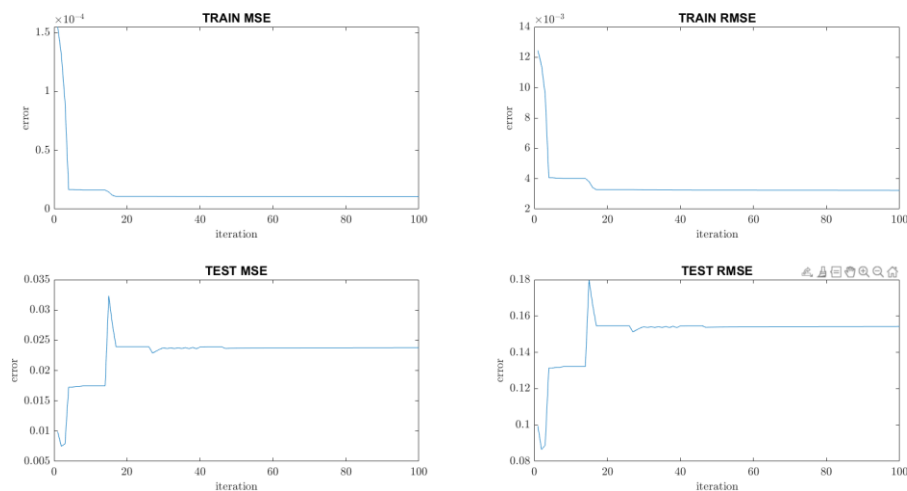 TRAIN MSE
×10⁻⁴
1.5
1
0.5
0
error
0 20 40 60 80 100
iteration
TRAIN RMSE
×10⁻³
14
12
10
8
6
4
2
error
0 20 40 60 80 100
iteration
TEST MSE
0.035
0.03
0.025
0.02
0.015
0.01
0.005
error
0 20 40 60 80 100
iteration
TEST RMSE
0.18
0.16
0.14
0.12
0.1
0.08
error
0 20 40 60 80 100
iteration